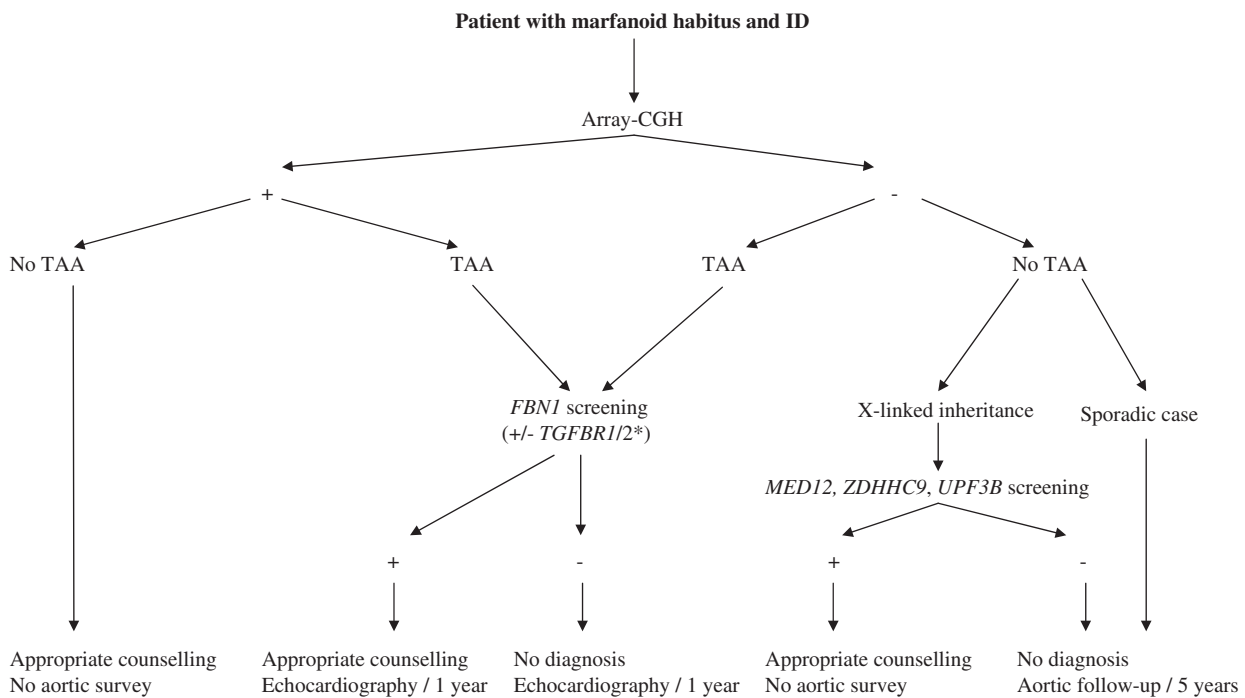 Patient with marfanoid habitus and ID
Array-CGH
+
-
No TAA
TAA
TAA
No TAA
FBN1 screening
(+/- TGFBR1/2*)
X-linked inheritance
Sporadic case
MED12, ZDHHC9, UPF3B screening
+
-
+
-
Appropriate counselling
No aortic survey
Appropriate counselling
Echocardiography / 1 year
No diagnosis
Echocardiography / 1 year
Appropriate counselling
No aortic survey
No diagnosis
Aortic follow-up / 5 years